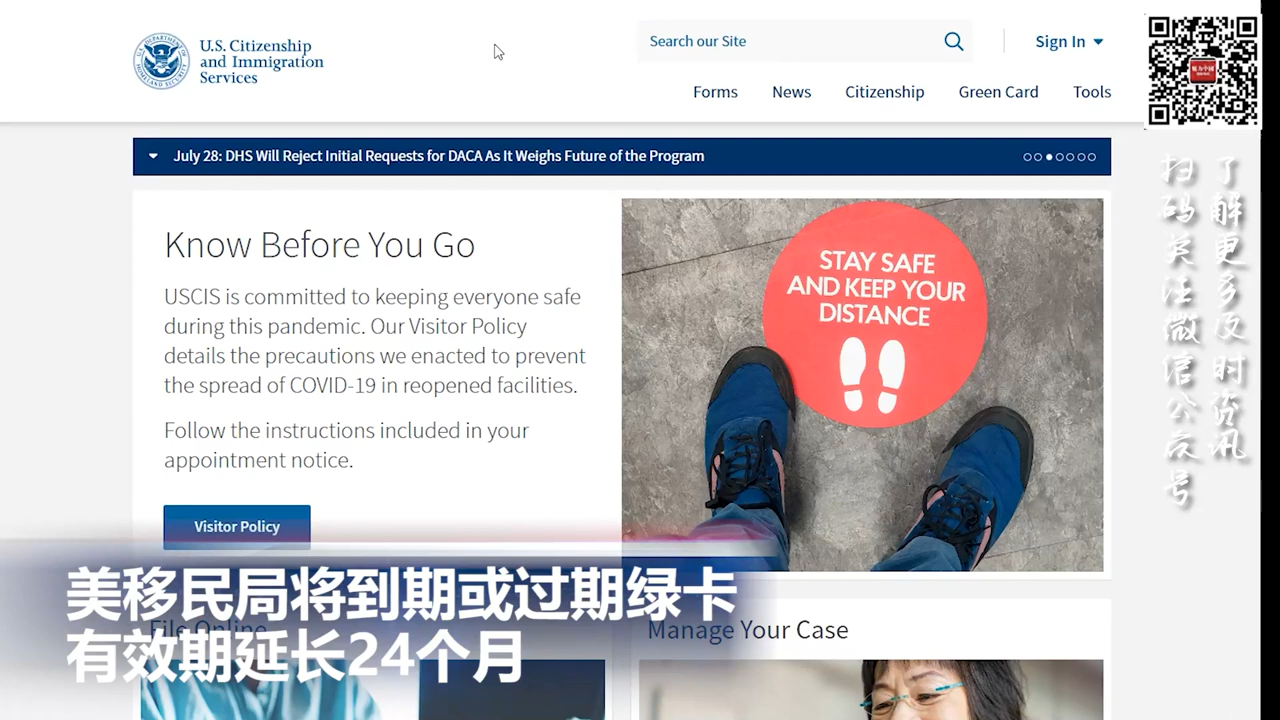 U.S. Citizenship
and Immigration
Services
Search our Site
Sign In
Forms
News
Citizenship
Green Card
Tools
July 28: DHS Will Reject Initial Requests for DACA As It Weighs Future of the Program
Know Before You Go
USCIS is committed to keeping everyone safe
during this pandemic. Our Visitor Policy
details the precautions we enacted to prevent
the spread of COVID-19 in reopened facilities.
Follow the instructions included in your
appointment notice.
Visitor Policy
STAY SAFE
AND KEEP YOUR
DISTANCE
File Online
Manage Your Case
美移民局将到期或过期绿卡
有效期延长24个月
了解更多及时资讯
扫码关注微信公众号